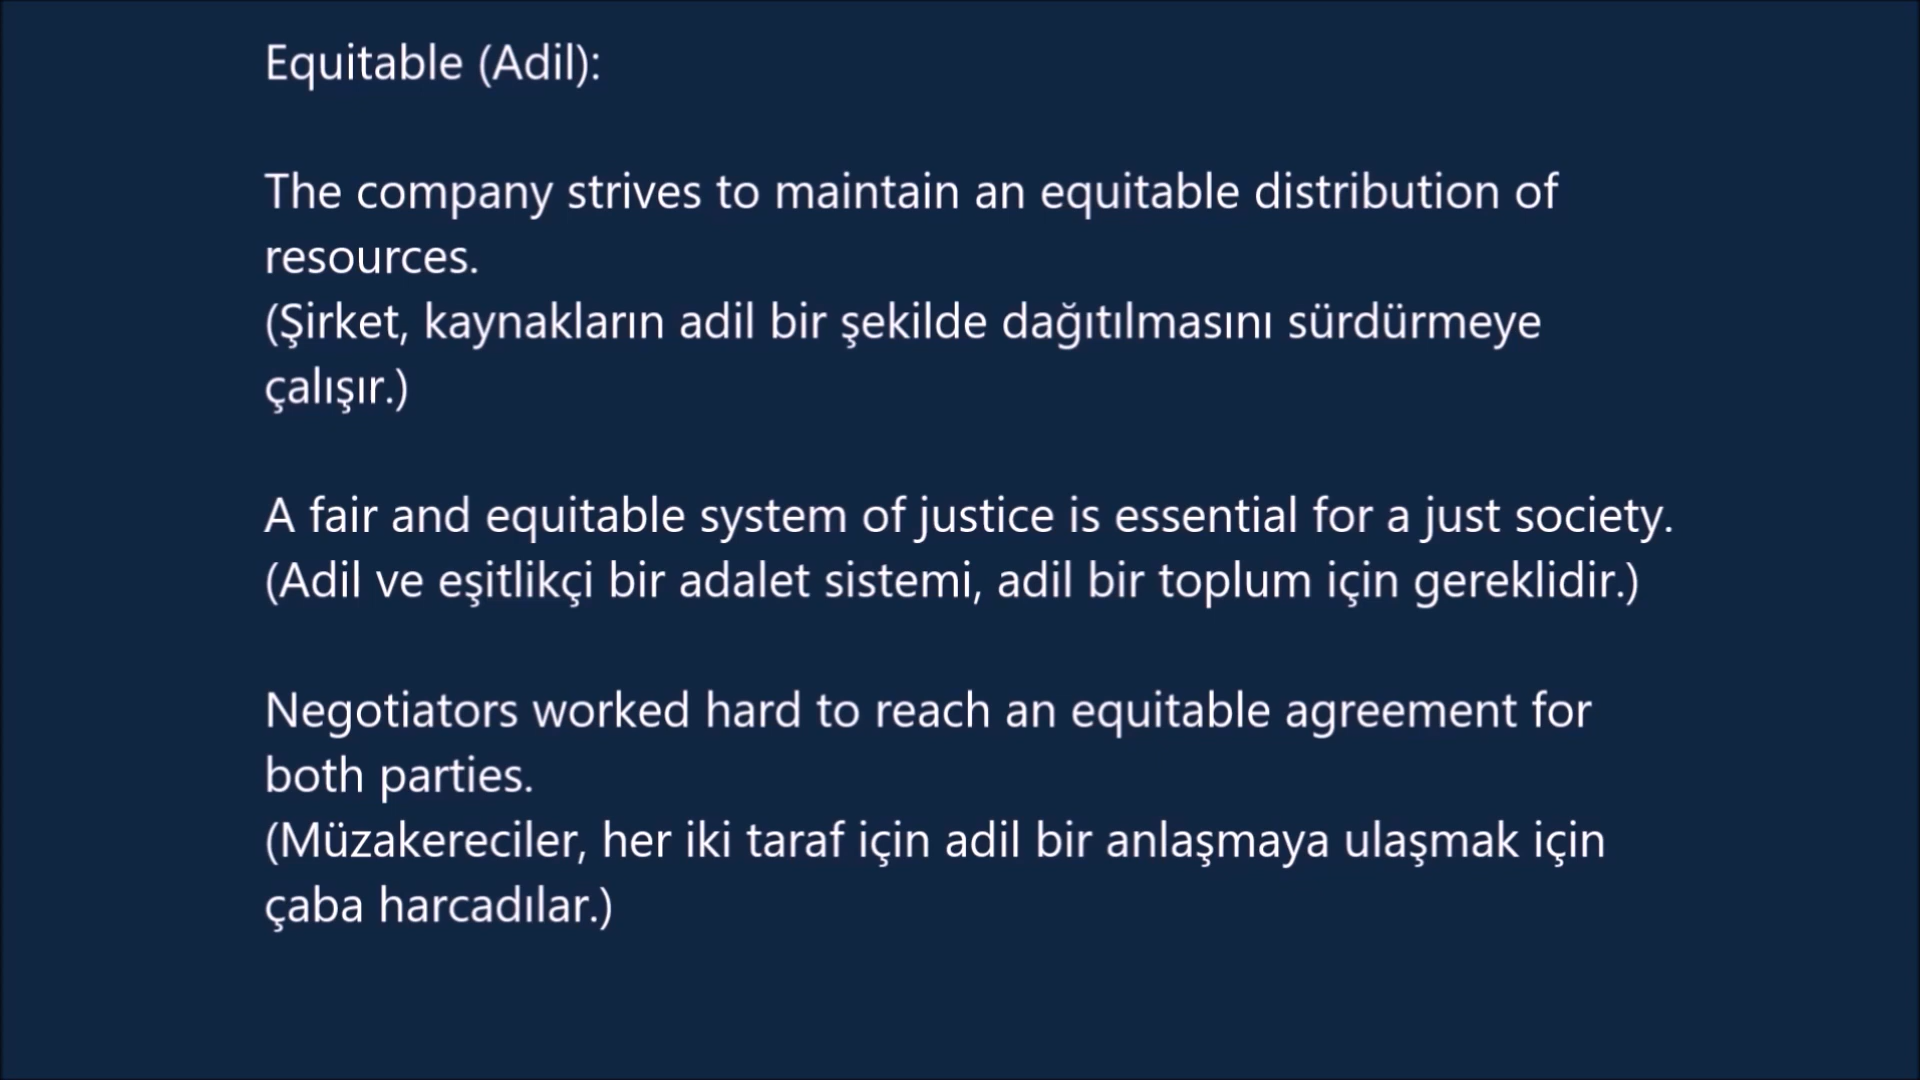 Equitable (Adil):
The company strives to maintain an equitable distribution of
resources.
(Şirket, kaynakların adil bir şekilde dağıtılmasını sürdürmeye
çalışır.)
A fair and equitable system of justice is essential for a just society.
(Adil ve eşitlikçi bir adalet sistemi, adil bir toplum için gereklidir.)
Negotiators worked hard to reach an equitable agreement for
both parties.
(Müzakereciler, her iki taraf için adil bir anlaşmaya ulaşmak için
çaba harcadılar.)